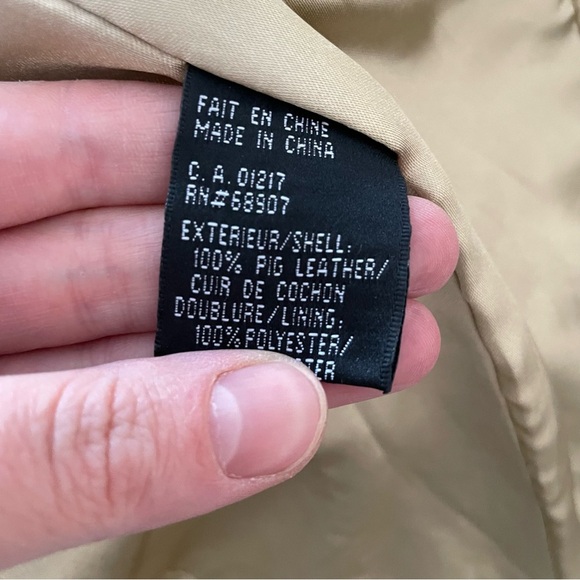 FAIT EN CHINE
MADE IN CHINA
C.A. 01217
RN#68907
EXTERIEUR/SHELL:
100% PIG LEATHER/
CUIR DE COCHON
DOUBLURE/LINING:
100% POLYESTER/